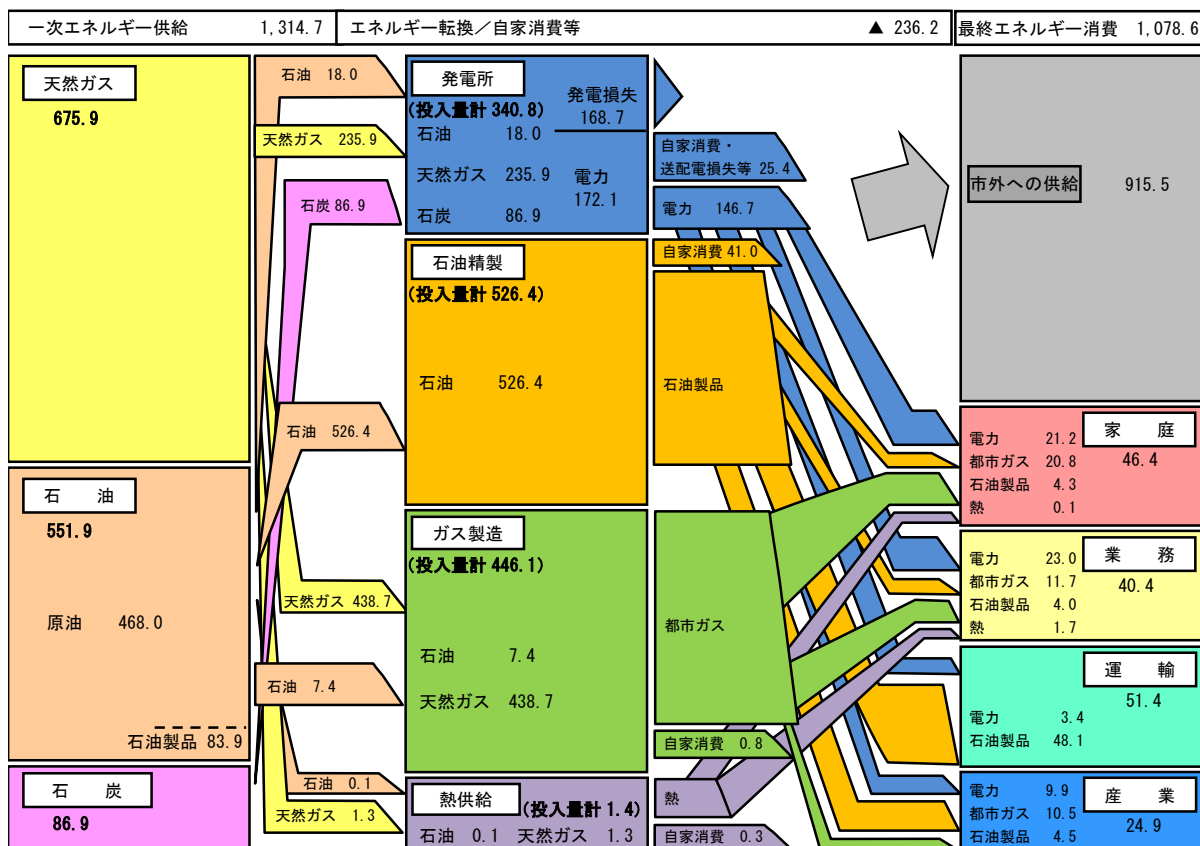 一次エネルギー供給 1,314.7 エネルギー転換／自家消費等 ▲ 236.2 最終エネルギー消費 1,078.6
天然ガス
675.9
石　油
551.9
原油 468.0
石油製品 83.9
石　炭
86.9
石油 18.0
天然ガス 235.9
石炭 86.9
石油 526.4
天然ガス 438.7
石油 7.4
石油 0.1
天然ガス 1.3
発電所
(投入量計 340.8)
石油 18.0
天然ガス 235.9
石炭 86.9
発電損失
168.7
電力
172.1
石油精製
(投入量計 526.4)
石油 526.4
ガス製造
(投入量計 446.1)
石油 7.4
天然ガス 438.7
熱供給 (投入量計 1.4)
石油 0.1 天然ガス 1.3
自家消費・
送配電損失等 25.4
電力 146.7
自家消費 41.0
石油製品
都市ガス
自家消費 0.8
熱
自家消費 0.3
市外への供給 915.5
家　庭
46.4
電力 21.2
都市ガス 20.8
石油製品 4.3
熱 0.1
業　務
40.4
電力 23.0
都市ガス 11.7
石油製品 4.0
熱 1.7
運　輸
51.4
電力 3.4
石油製品 48.1
産　業
24.9
電力 9.9
都市ガス 10.5
石油製品 4.5